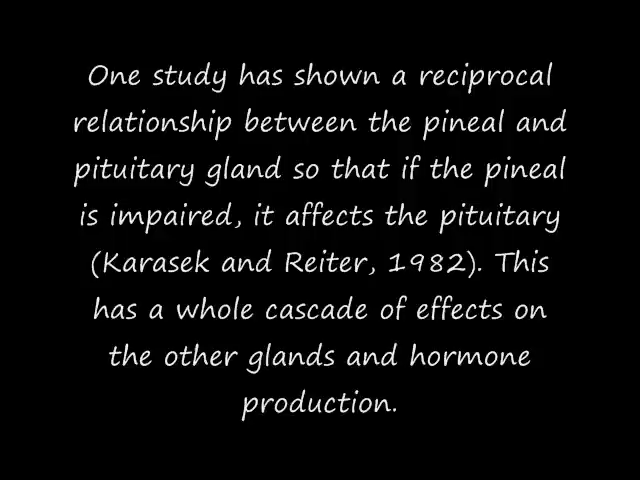 One study has shown a reciprocal
relationship between the pineal and
pituitary gland so that if the pineal
is impaired, it affects the pituitary
(Karasek and Reiter, 1982). This
has a whole cascade of effects on
the other glands and hormone
production.